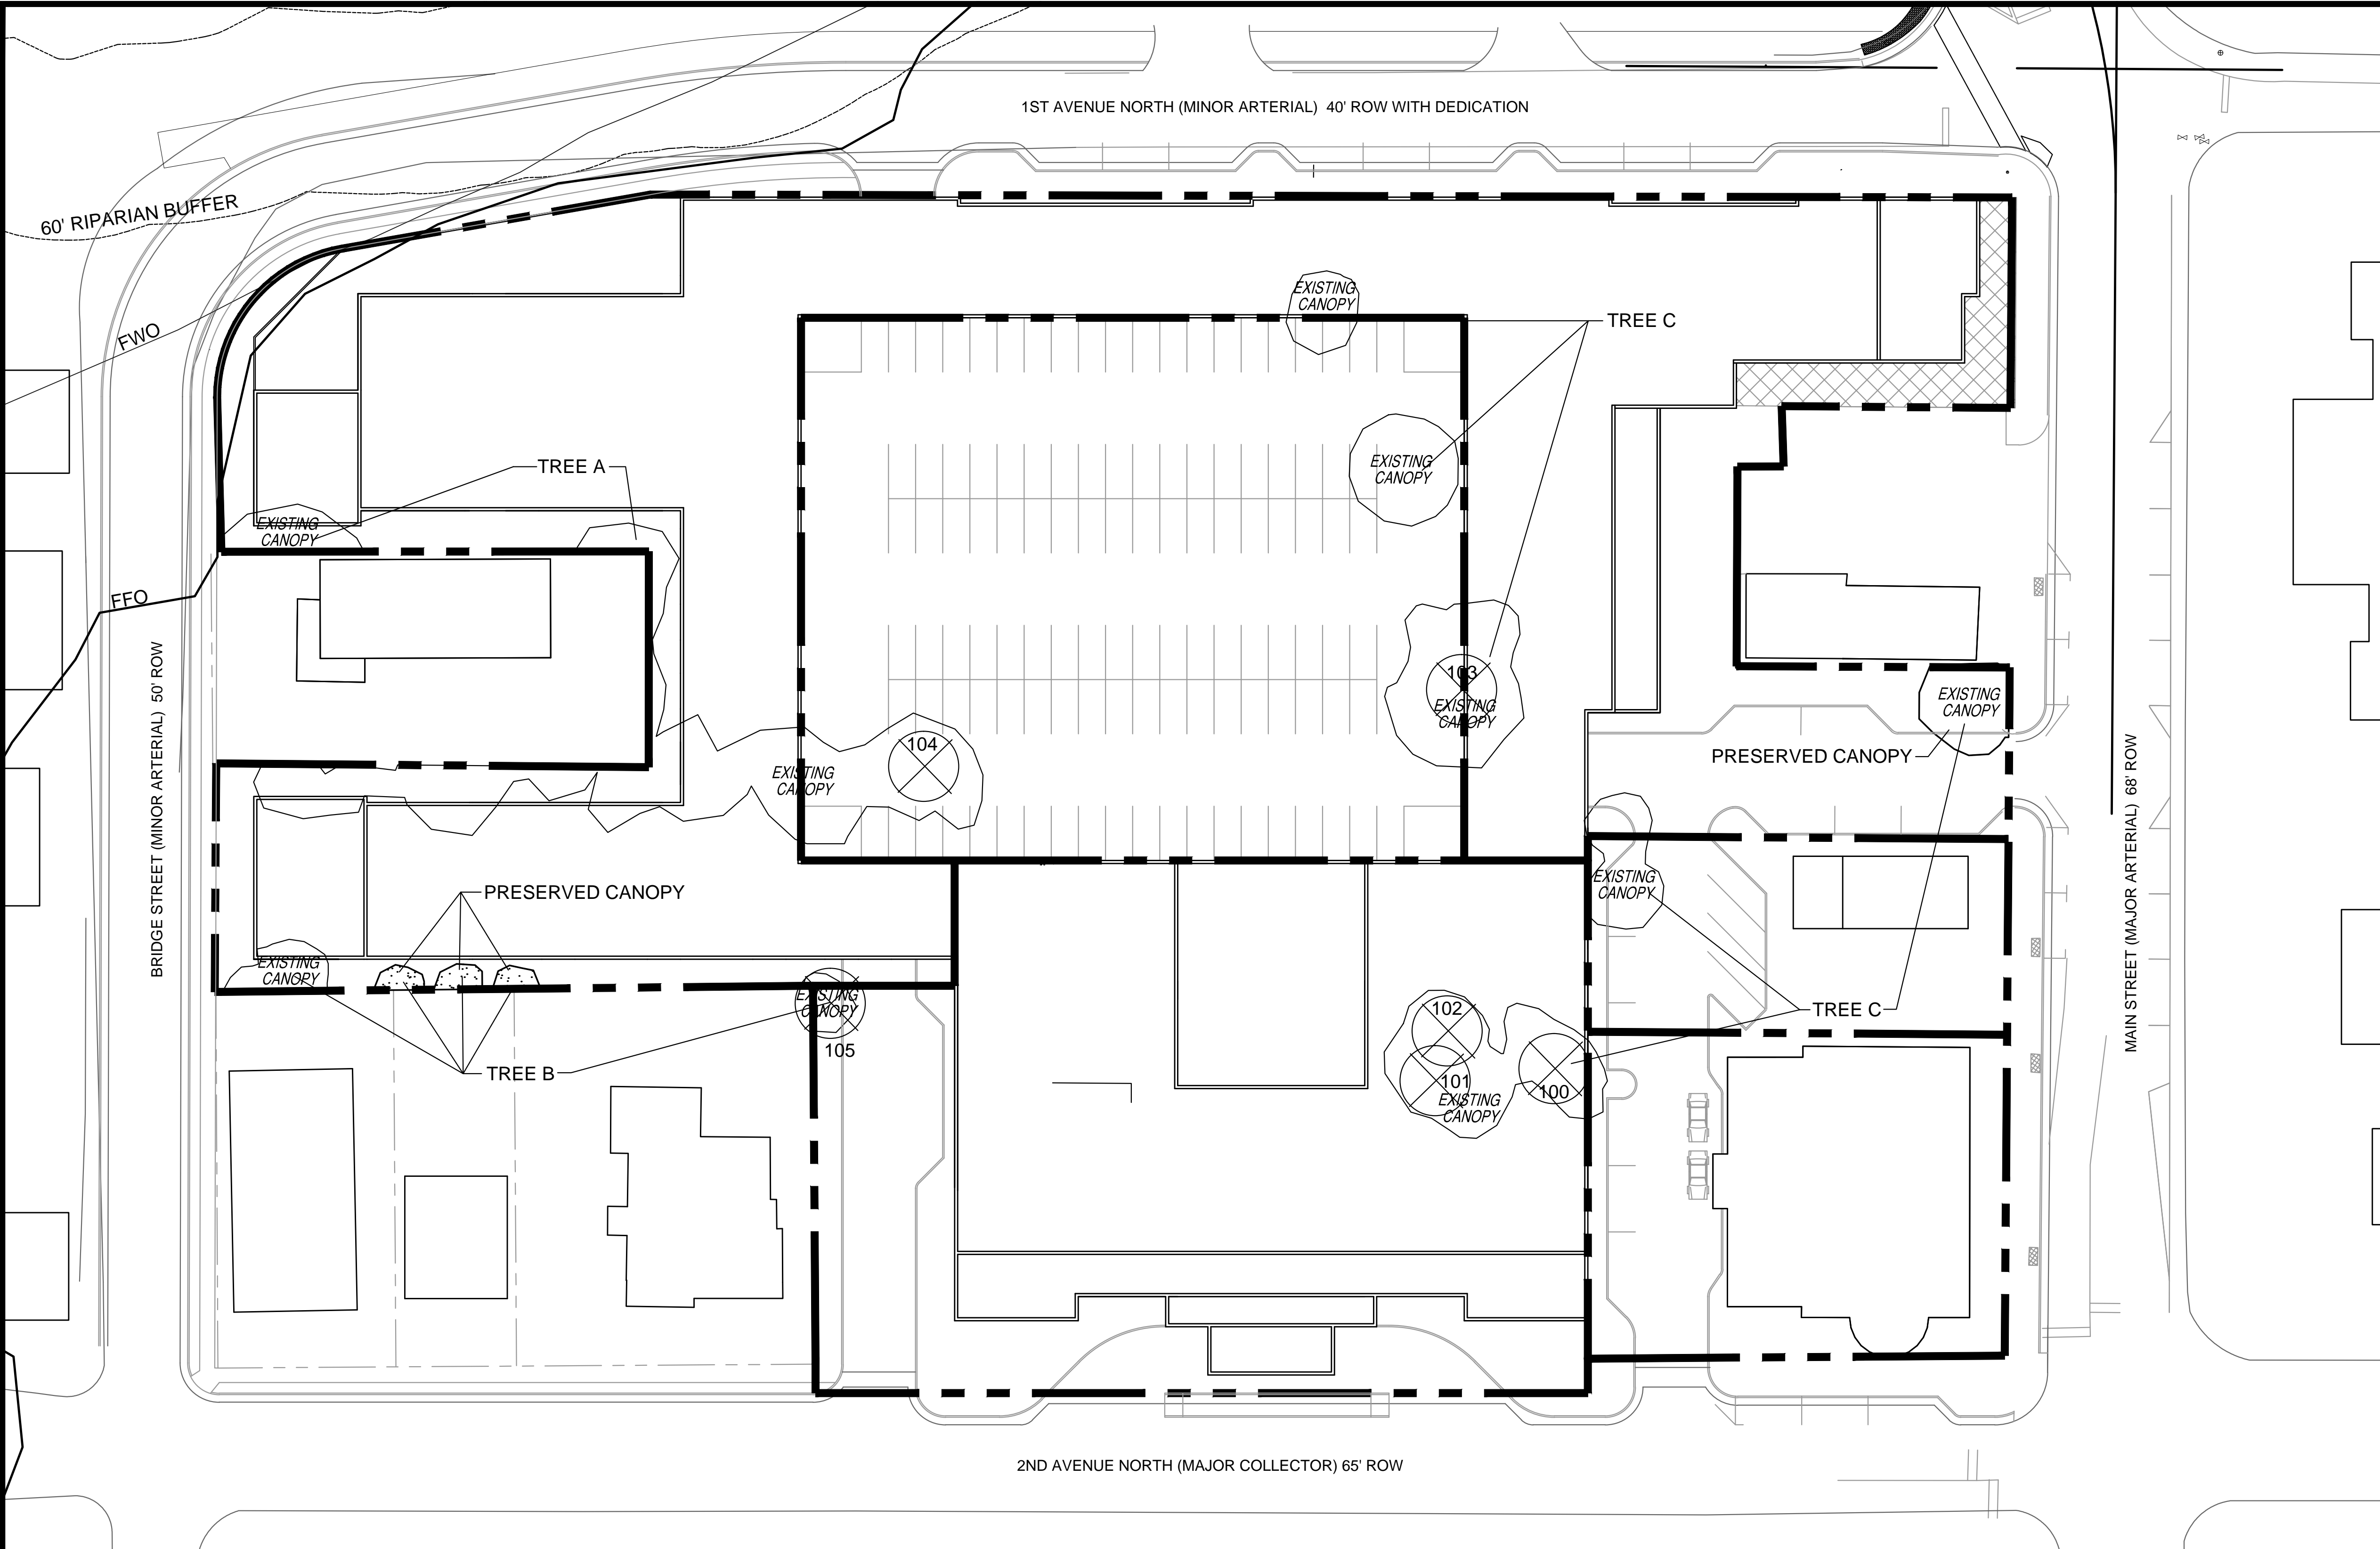 1ST AVENUE NORTH (MINOR ARTERIAL)  40' ROW WITH DEDICATION
60' RIPARIAN BUFFER
EXISTING
CANOPY
TREE C
FWO
EXISTING
CANOPY
TREE A
EXISTING
CANOPY
FFO
BRIDGE STREET (MINOR ARTERIAL)  50' ROW
103
EXISTING
CANOPY
EXISTING
CANOPY
104
EXISTING
CANOPY
PRESERVED CANOPY
MAIN STREET (MAJOR ARTERIAL)  68' ROW
PRESERVED CANOPY
EXISTING
CANOPY
EXISTING
CANOPY
EXISTING
CANOPY
105
TREE B
102
101
EXISTING
CANOPY
100
TREE C
2ND AVENUE NORTH (MAJOR COLLECTOR) 65' ROW